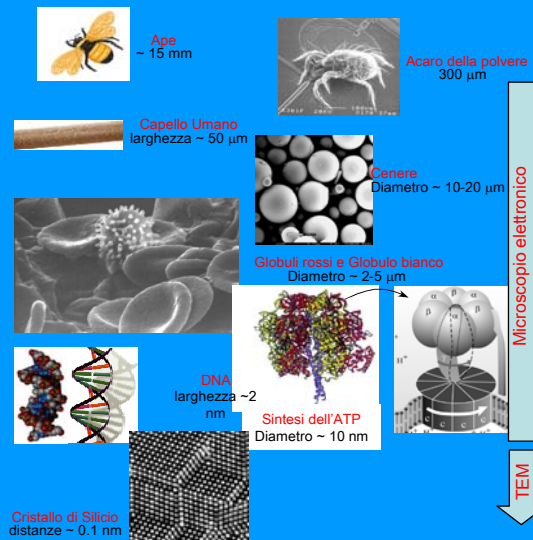 Ape
~ 15 mm
Acaro della polvere
300 μm
Capello Umano
larghezza ~ 50 μm
Cenere
Diametro ~ 10-20 μm
Globuli rossi e Globulo bianco
Diametro ~ 2-5 μm
DNA
larghezza ~2
nm
Sintesi dell'ATP
Diametro ~ 10 nm
α
β
β
α
H⁺
C
C
C
Cristallo di Silicio
distanze ~ 0.1 nm
Microscopio elettronico
TEM